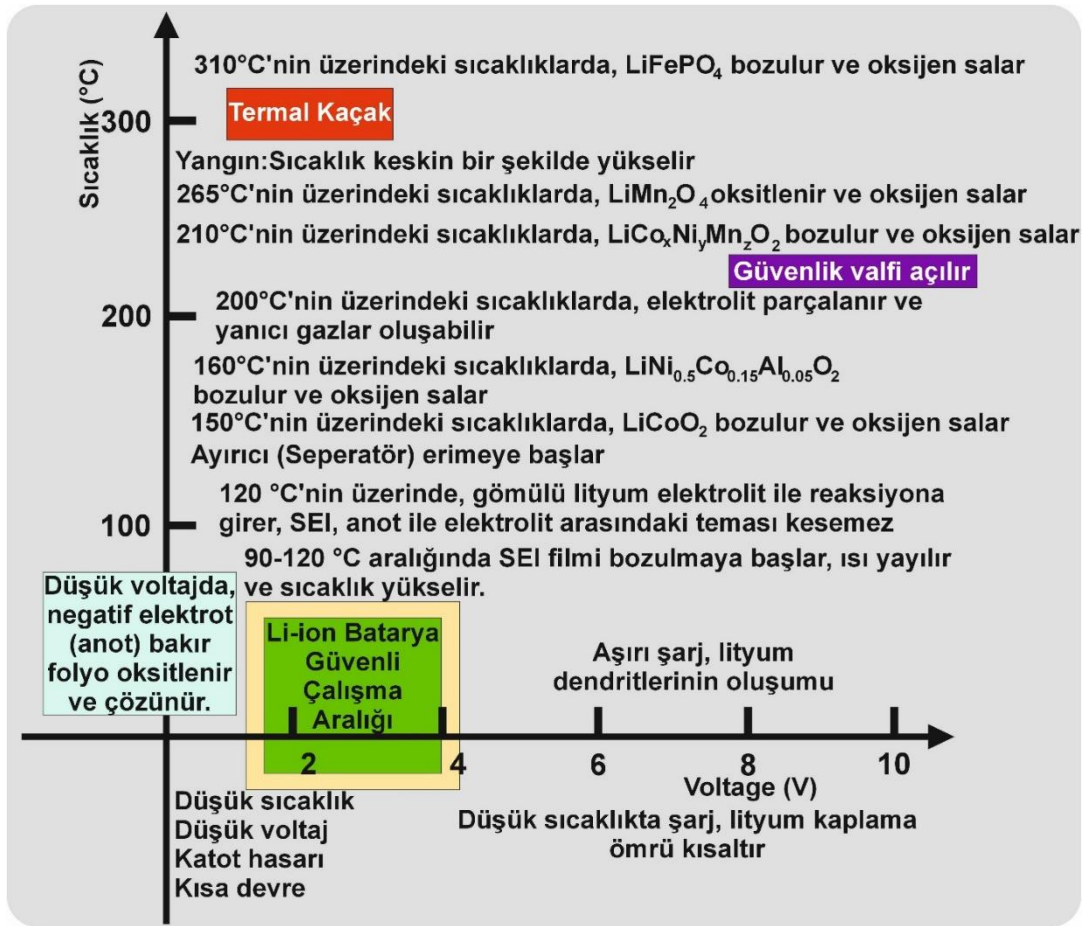 Sıcaklık (°C)
310°C'nin üzerindeki sıcaklıklarda, LiFePO₄ bozulur ve oksijen salar
Termal Kaçak
300
Yangın:Sıcaklık keskin bir şekilde yükselir
265°C'nin üzerindeki sıcaklıklarda, LiMn₂O₄ oksitlenir ve oksijen salar
210°C'nin üzerindeki sıcaklıklarda, LiCoₓNiᵧMn_zO₂ bozulur ve oksijen salar
Güvenlik valfi açılır
200
200°C'nin üzerindeki sıcaklıklarda, elektrolit parçalanır ve
yanıcı gazlar oluşabilir
160°C'nin üzerindeki sıcaklıklarda, LiNi₀.₅Co₀.₁₅Al₀.₀₅O₂
bozulur ve oksijen salar
150°C'nin üzerindeki sıcaklıklarda, LiCoO₂ bozulur ve oksijen salar
Ayırıcı (Seperatör) erimeye başlar
120 °C'nin üzerinde, gömülü lityum elektrolit ile reaksiyona
girer, SEI, anot ile elektrolit arasındaki teması kesemez
100
90-120 °C aralığında SEI filmi bozulmaya başlar, ısı yayılır
ve sıcaklık yükselir.
Düşük voltajda,
negatif elektrot
(anot) bakır
folyo oksitlenir
ve çözünür.
Li-ion Batarya
Güvenli
Çalışma
Aralığı
Aşırı şarj, lityum
dendritlerinin oluşumu
2
4
6
8
10
Voltage (V)
Düşük sıcaklık
Düşük voltaj
Katot hasarı
Kısa devre
Düşük sıcaklıkta şarj, lityum kaplama
ömrü kısaltır